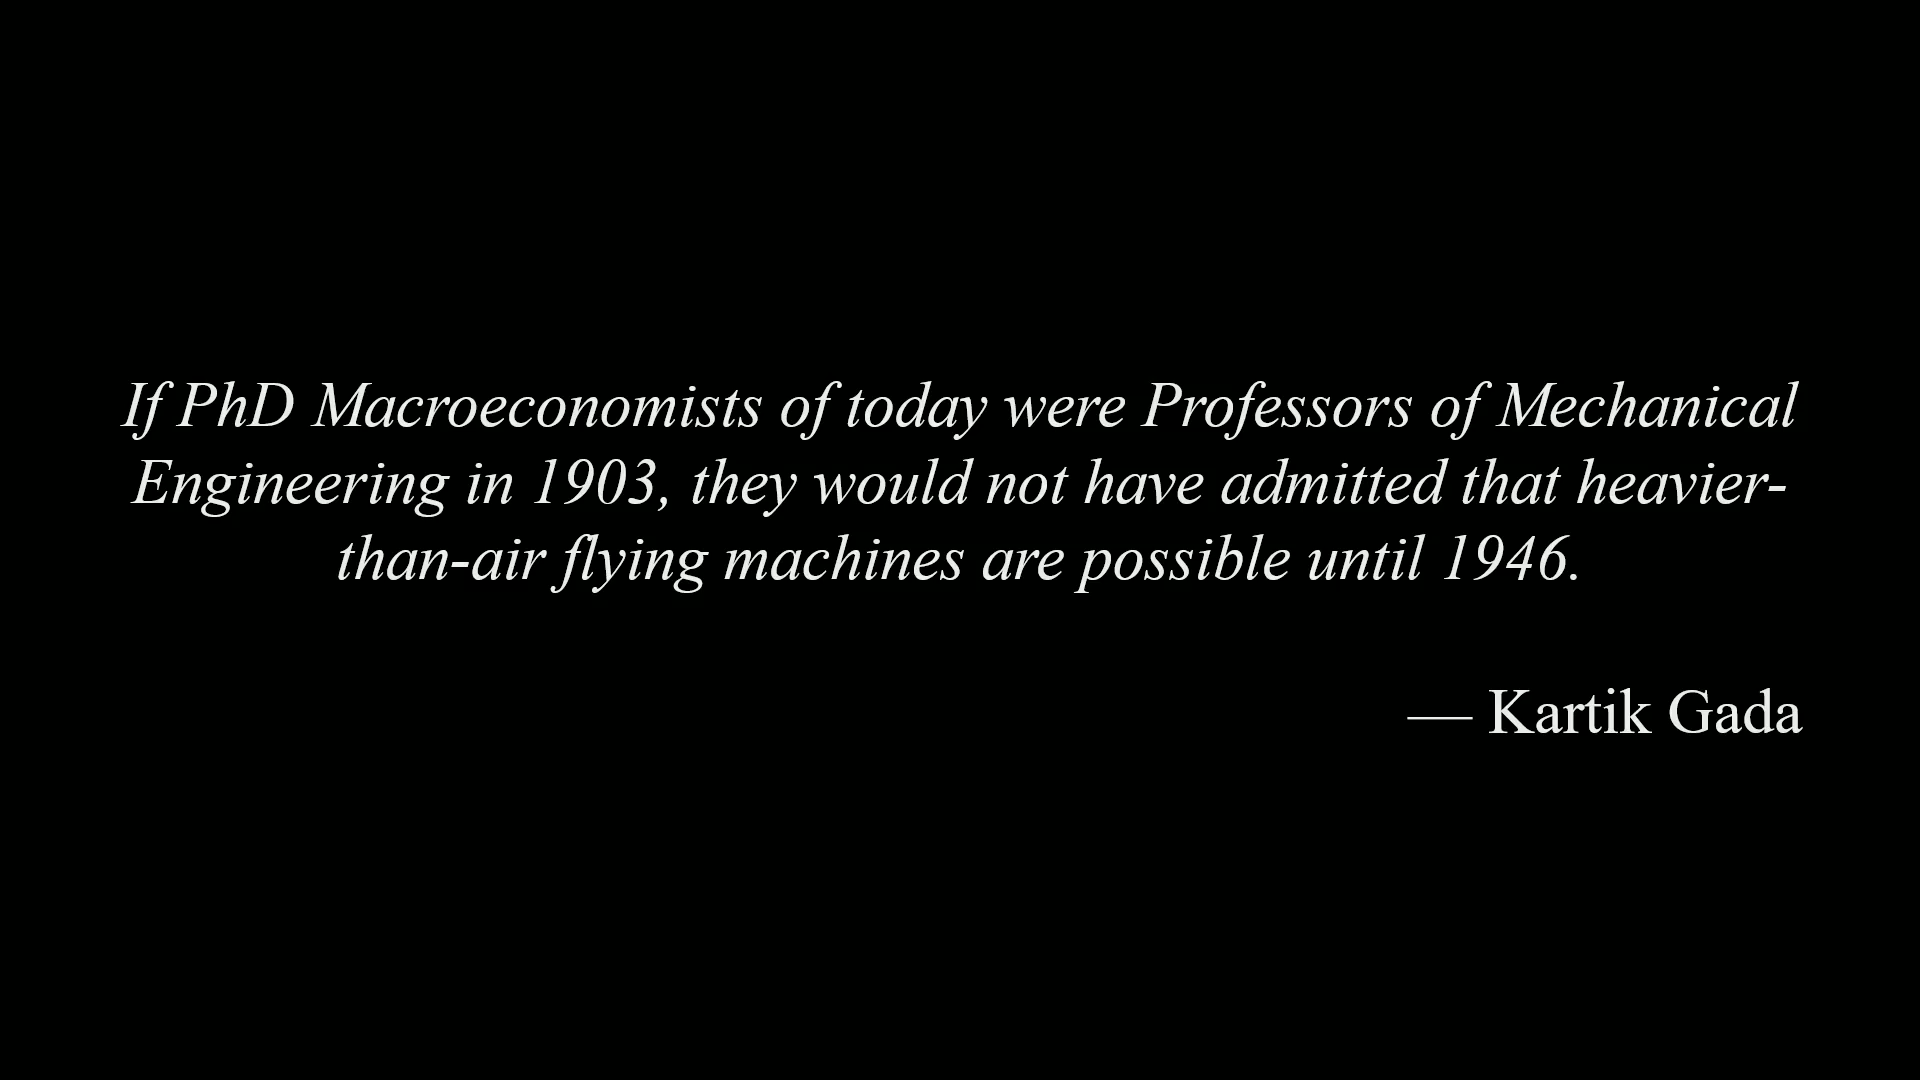 If PhD Macroeconomists of today were Professors of Mechanical
Engineering in 1903, they would not have admitted that heavier-
than-air flying machines are possible until 1946.
— Kartik Gada